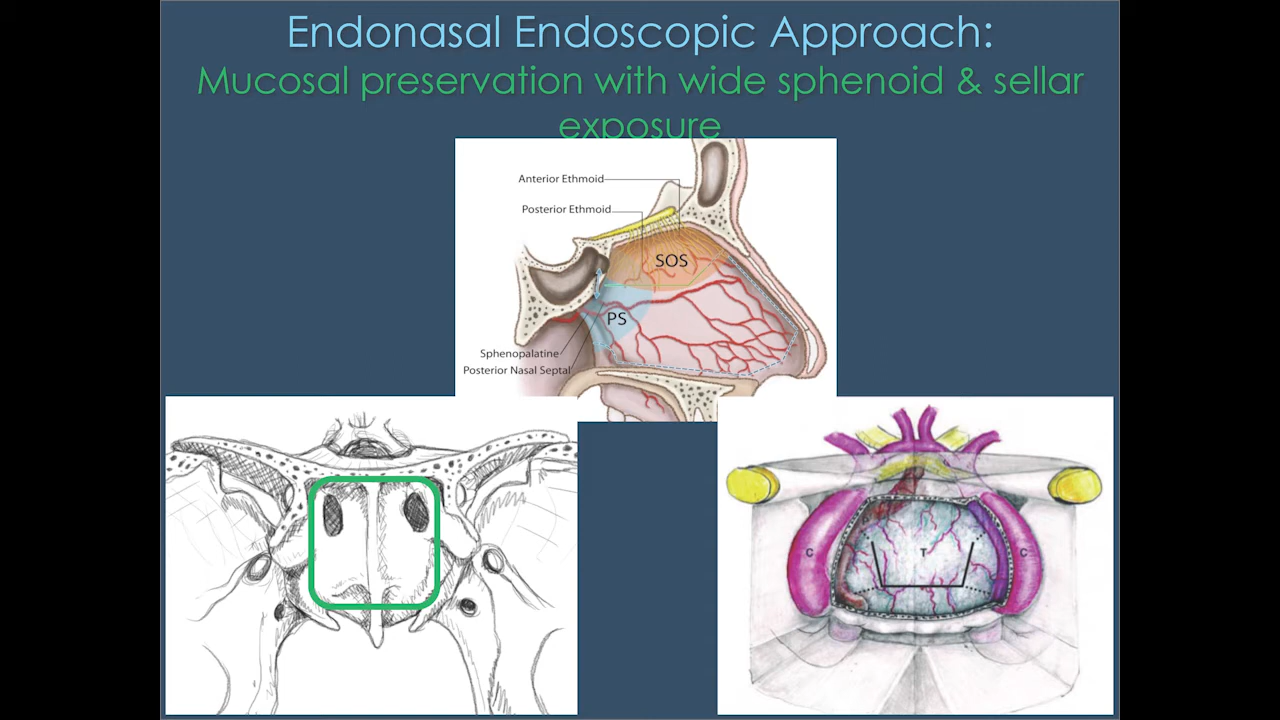 Endonasal Endoscopic Approach:
Mucosal preservation with wide sphenoid & sellar
exposure
Anterior Ethmoid
Posterior Ethmoid
SOS
PS
Sphenopalatine
Posterior Nasal Septal
C
T
C